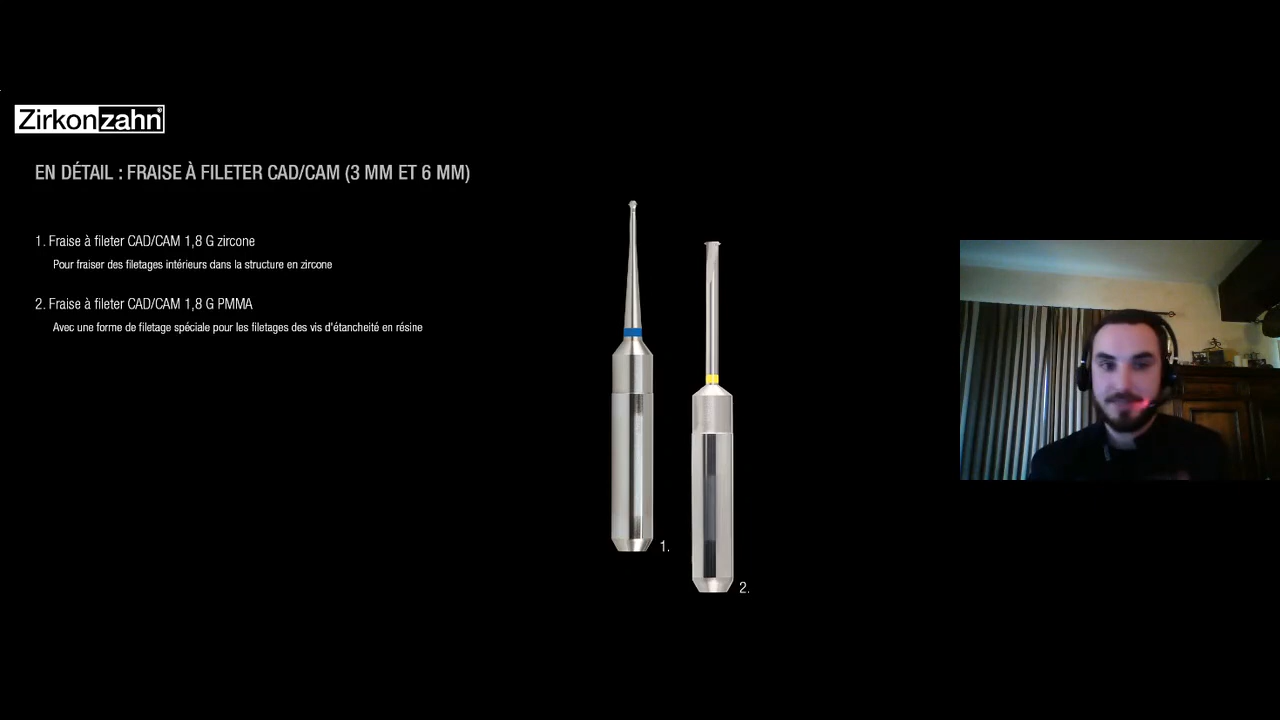 Zirkonzahn®
EN DÉTAIL : FRAISE À FILETER CAD/CAM (3 MM ET 6 MM)
1. Fraise à fileter CAD/CAM 1,8 G zircone
Pour fraiser des filetages intérieurs dans la structure en zircone
2. Fraise à fileter CAD/CAM 1,8 G PMMA
Avec une forme de filetage spéciale pour les filetages des vis d'étancheité en résine
1.
2.